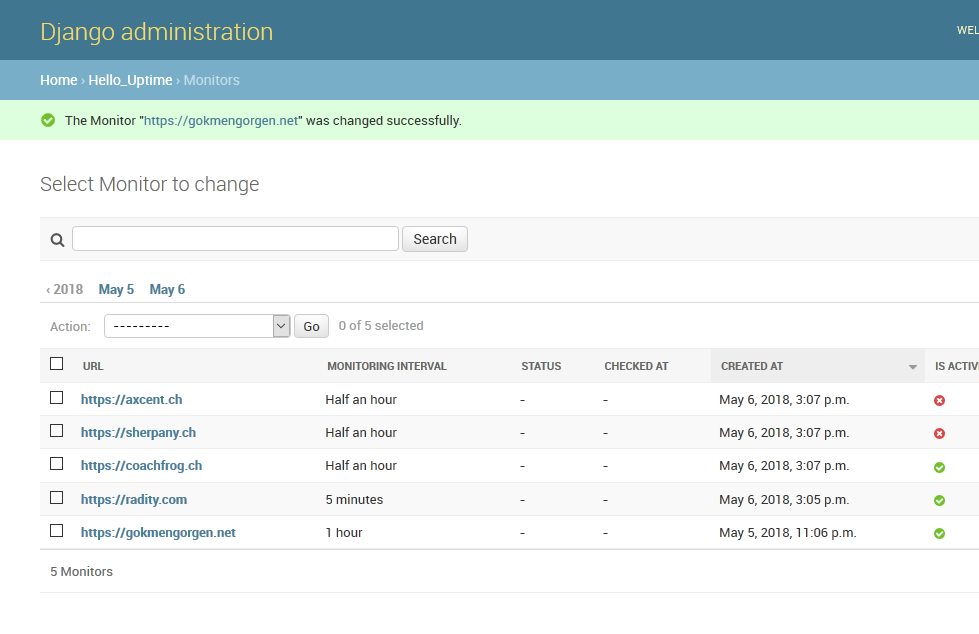 Django administration
WEL
Home › Hello_Uptime › Monitors
The Monitor "https://gokmengorgen.net" was changed successfully.
Select Monitor to change
Search
‹ 2018 May 5 May 6
Action: --------- Go 0 of 5 selected
URL MONITORING INTERVAL STATUS CHECKED AT CREATED AT IS ACTIV
https://axcent.ch Half an hour - - May 6, 2018, 3:07 p.m.
https://sherpany.ch Half an hour - - May 6, 2018, 3:07 p.m.
https://coachfrog.ch Half an hour - - May 6, 2018, 3:07 p.m.
https://radity.com 5 minutes - - May 6, 2018, 3:05 p.m.
https://gokmengorgen.net 1 hour - - May 5, 2018, 11:06 p.m.
5 Monitors